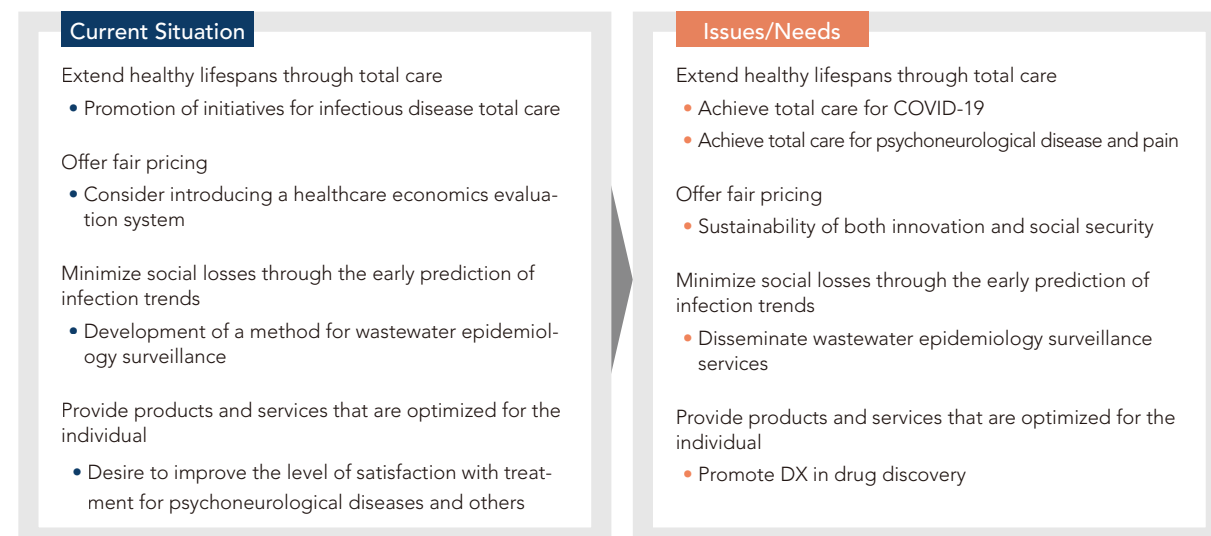 Current Situation
Extend healthy lifespans through total care
• Promotion of initiatives for infectious disease total care
Offer fair pricing
• Consider introducing a healthcare economics evalua-
tion system
Minimize social losses through the early prediction of
infection trends
• Development of a method for wastewater epidemiol-
ogy surveillance
Provide products and services that are optimized for the
individual
• Desire to improve the level of satisfaction with treat-
ment for psychoneurological diseases and others
Issues/Needs
Extend healthy lifespans through total care
• Achieve total care for COVID-19
• Achieve total care for psychoneurological disease and pain
Offer fair pricing
• Sustainability of both innovation and social security
Minimize social losses through the early prediction of
infection trends
• Disseminate wastewater epidemiology surveillance
services
Provide products and services that are optimized for the
individual
• Promote DX in drug discovery